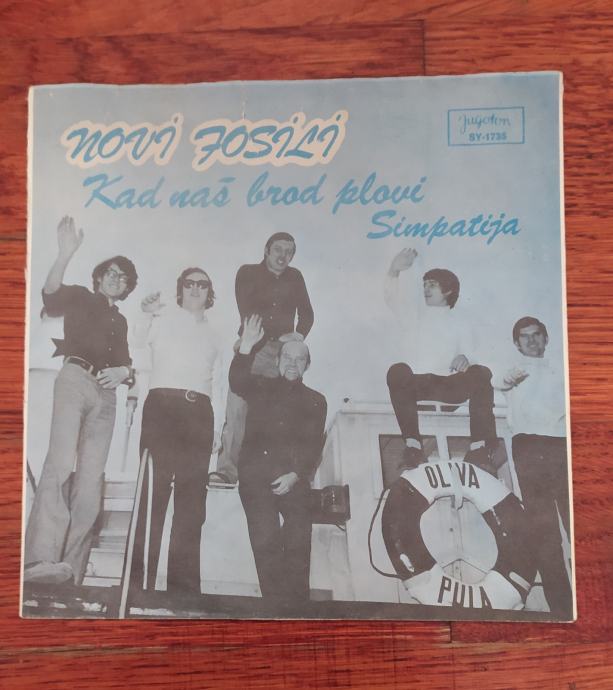 NOVI FOSILI
Jugoton
SY-1735
Kad naš brod plovi
Simpatija
OLIVA
PULA